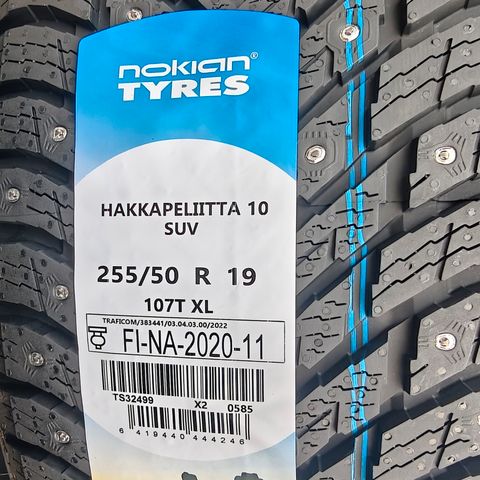 nokian®
TYRES
HAKKAPELIITTA 10
SUV
255/50 R 19
107T XL
TRAFICOM/383441/03.04.03.00/2022
FI-NA-2020-11
TS32499 X2 0585
6 419440 444246